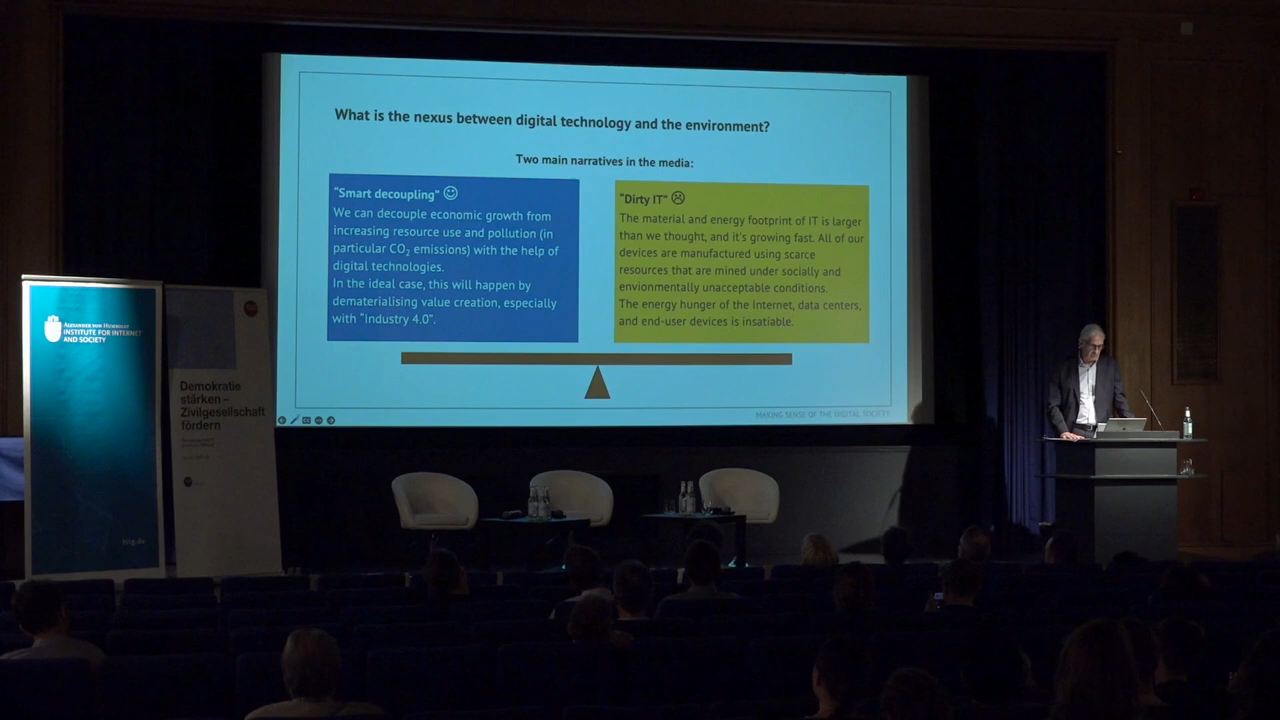 What is the nexus between digital technology and the environment?
Two main narratives in the media:
“Smart decoupling” ☺
We can decouple economic growth from
increasing resource use and pollution (in
particular CO₂ emissions) with the help of
digital technologies.
In the ideal case, this will happen by
dematerialising value creation, especially
with “Industry 4.0”.
“Dirty IT” ☹
The material and energy footprint of IT is larger
than we thought, and it's growing fast. All of our
devices are manufactured using scarce
resources that are mined under socially and
envionmentally unacceptable conditions.
The energy hunger of the Internet, data centers,
and end-user devices is insatiable.
MAKING SENSE OF THE DIGITAL SOCIETY
ALEXANDER VON HUMBOLDT
INSTITUTE FOR INTERNET
AND SOCIETY
hiig.de
Demokratie
stärken –
Zivilgesellschaft
fördern